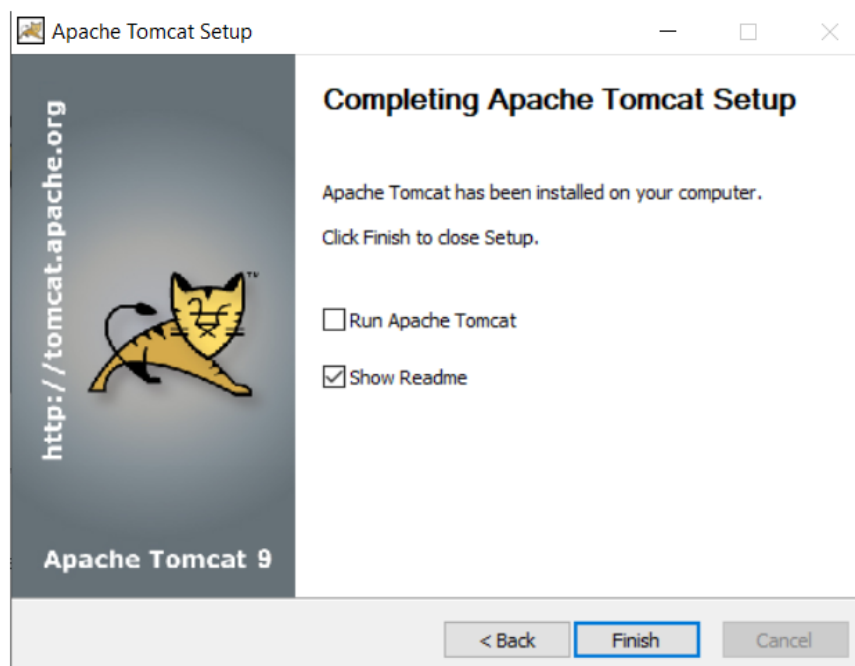 Apache Tomcat Setup
http://tomcat.apache.org
Apache Tomcat 9
Completing Apache Tomcat Setup
Apache Tomcat has been installed on your computer.
Click Finish to close Setup.
Run Apache Tomcat
Show Readme
< Back
Finish
Cancel
TM